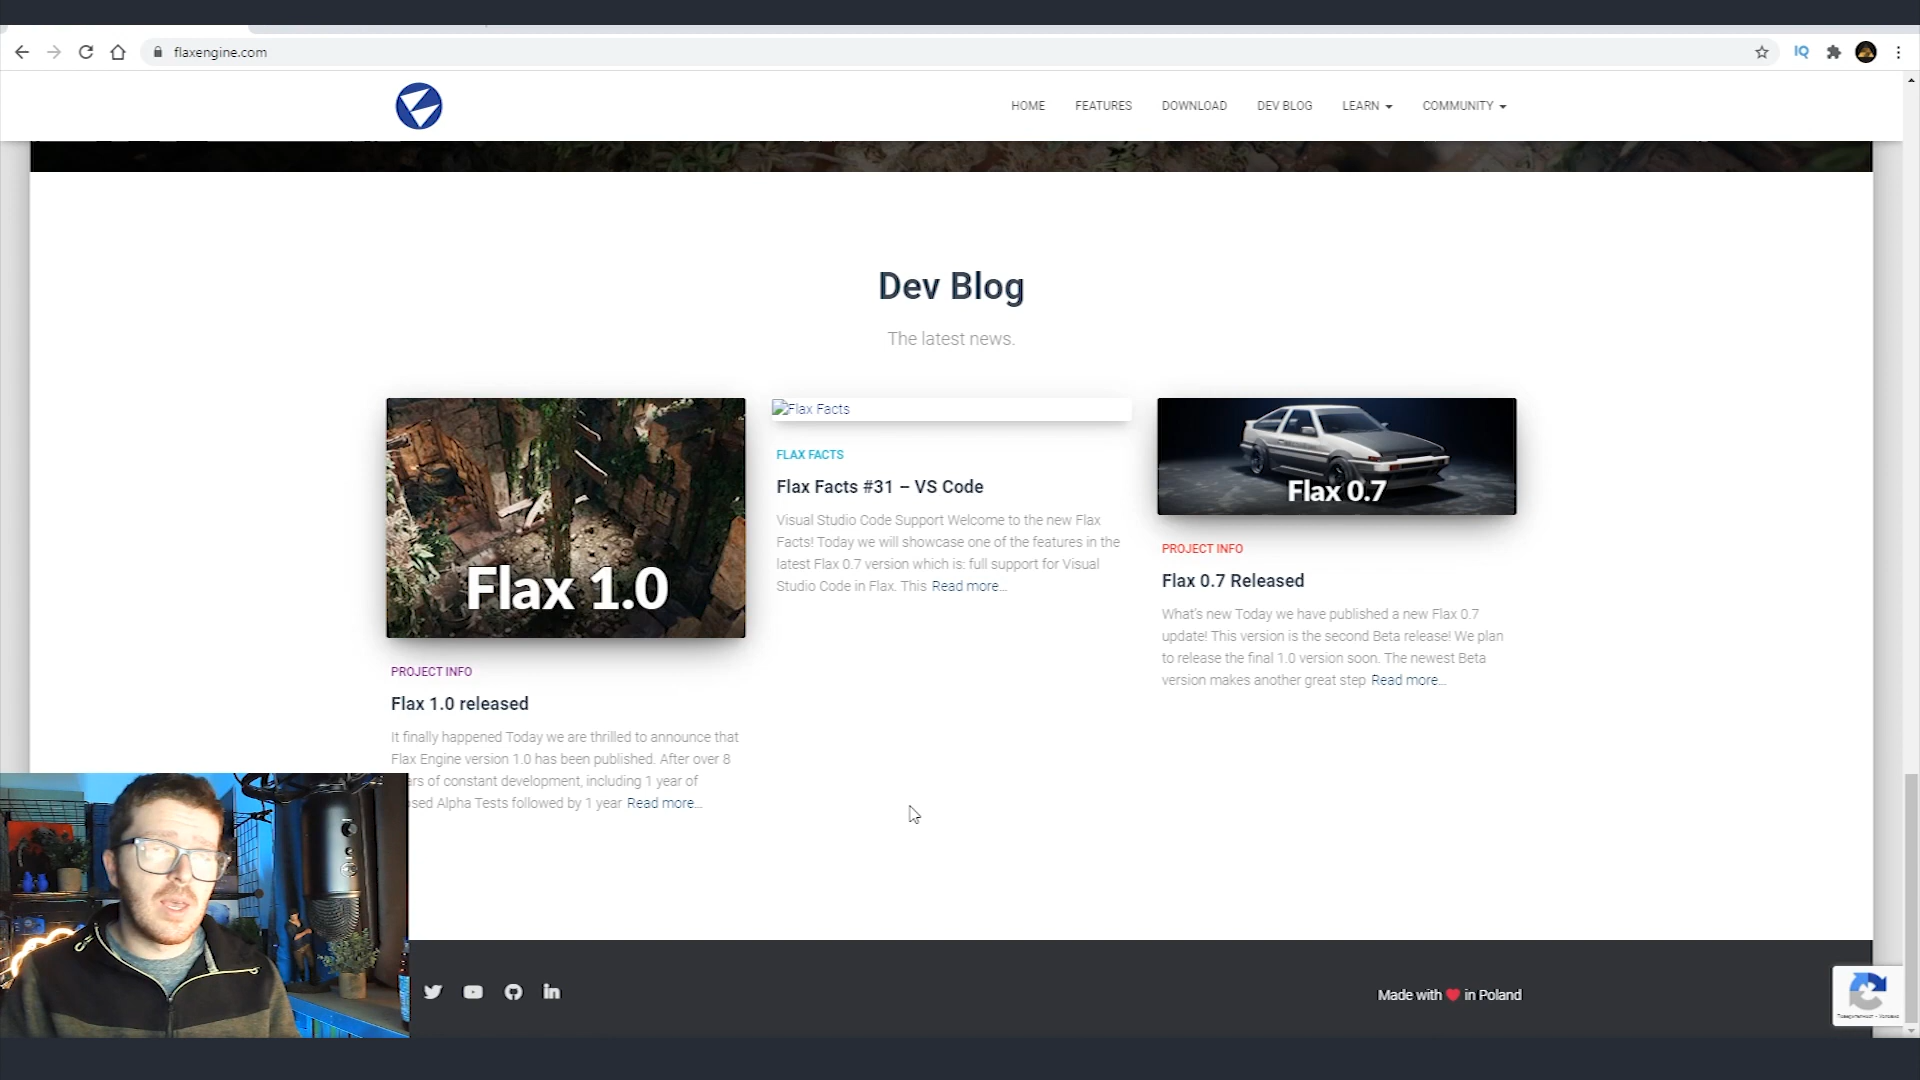 flaxengine.com
IQ
HOME
FEATURES
DOWNLOAD
DEV BLOG
LEARN
COMMUNITY
Dev Blog
The latest news.
Flax 1.0
PROJECT INFO
Flax 1.0 released
It finally happened Today we are thrilled to announce that
Flax Engine version 1.0 has been published. After over 8
ars of constant development, including 1 year of
osed Alpha Tests followed by 1 year Read more…
Flax Facts
FLAX FACTS
Flax Facts #31 – VS Code
Visual Studio Code Support Welcome to the new Flax
Facts! Today we will showcase one of the features in the
latest Flax 0.7 version which is: full support for Visual
Studio Code in Flax. This Read more…
Flax 0.7
PROJECT INFO
Flax 0.7 Released
What's new Today we have published a new Flax 0.7
update! This version is the second Beta release! We plan
to release the final 1.0 version soon. The newest Beta
version makes another great step Read more…
Made with ❤ in Poland